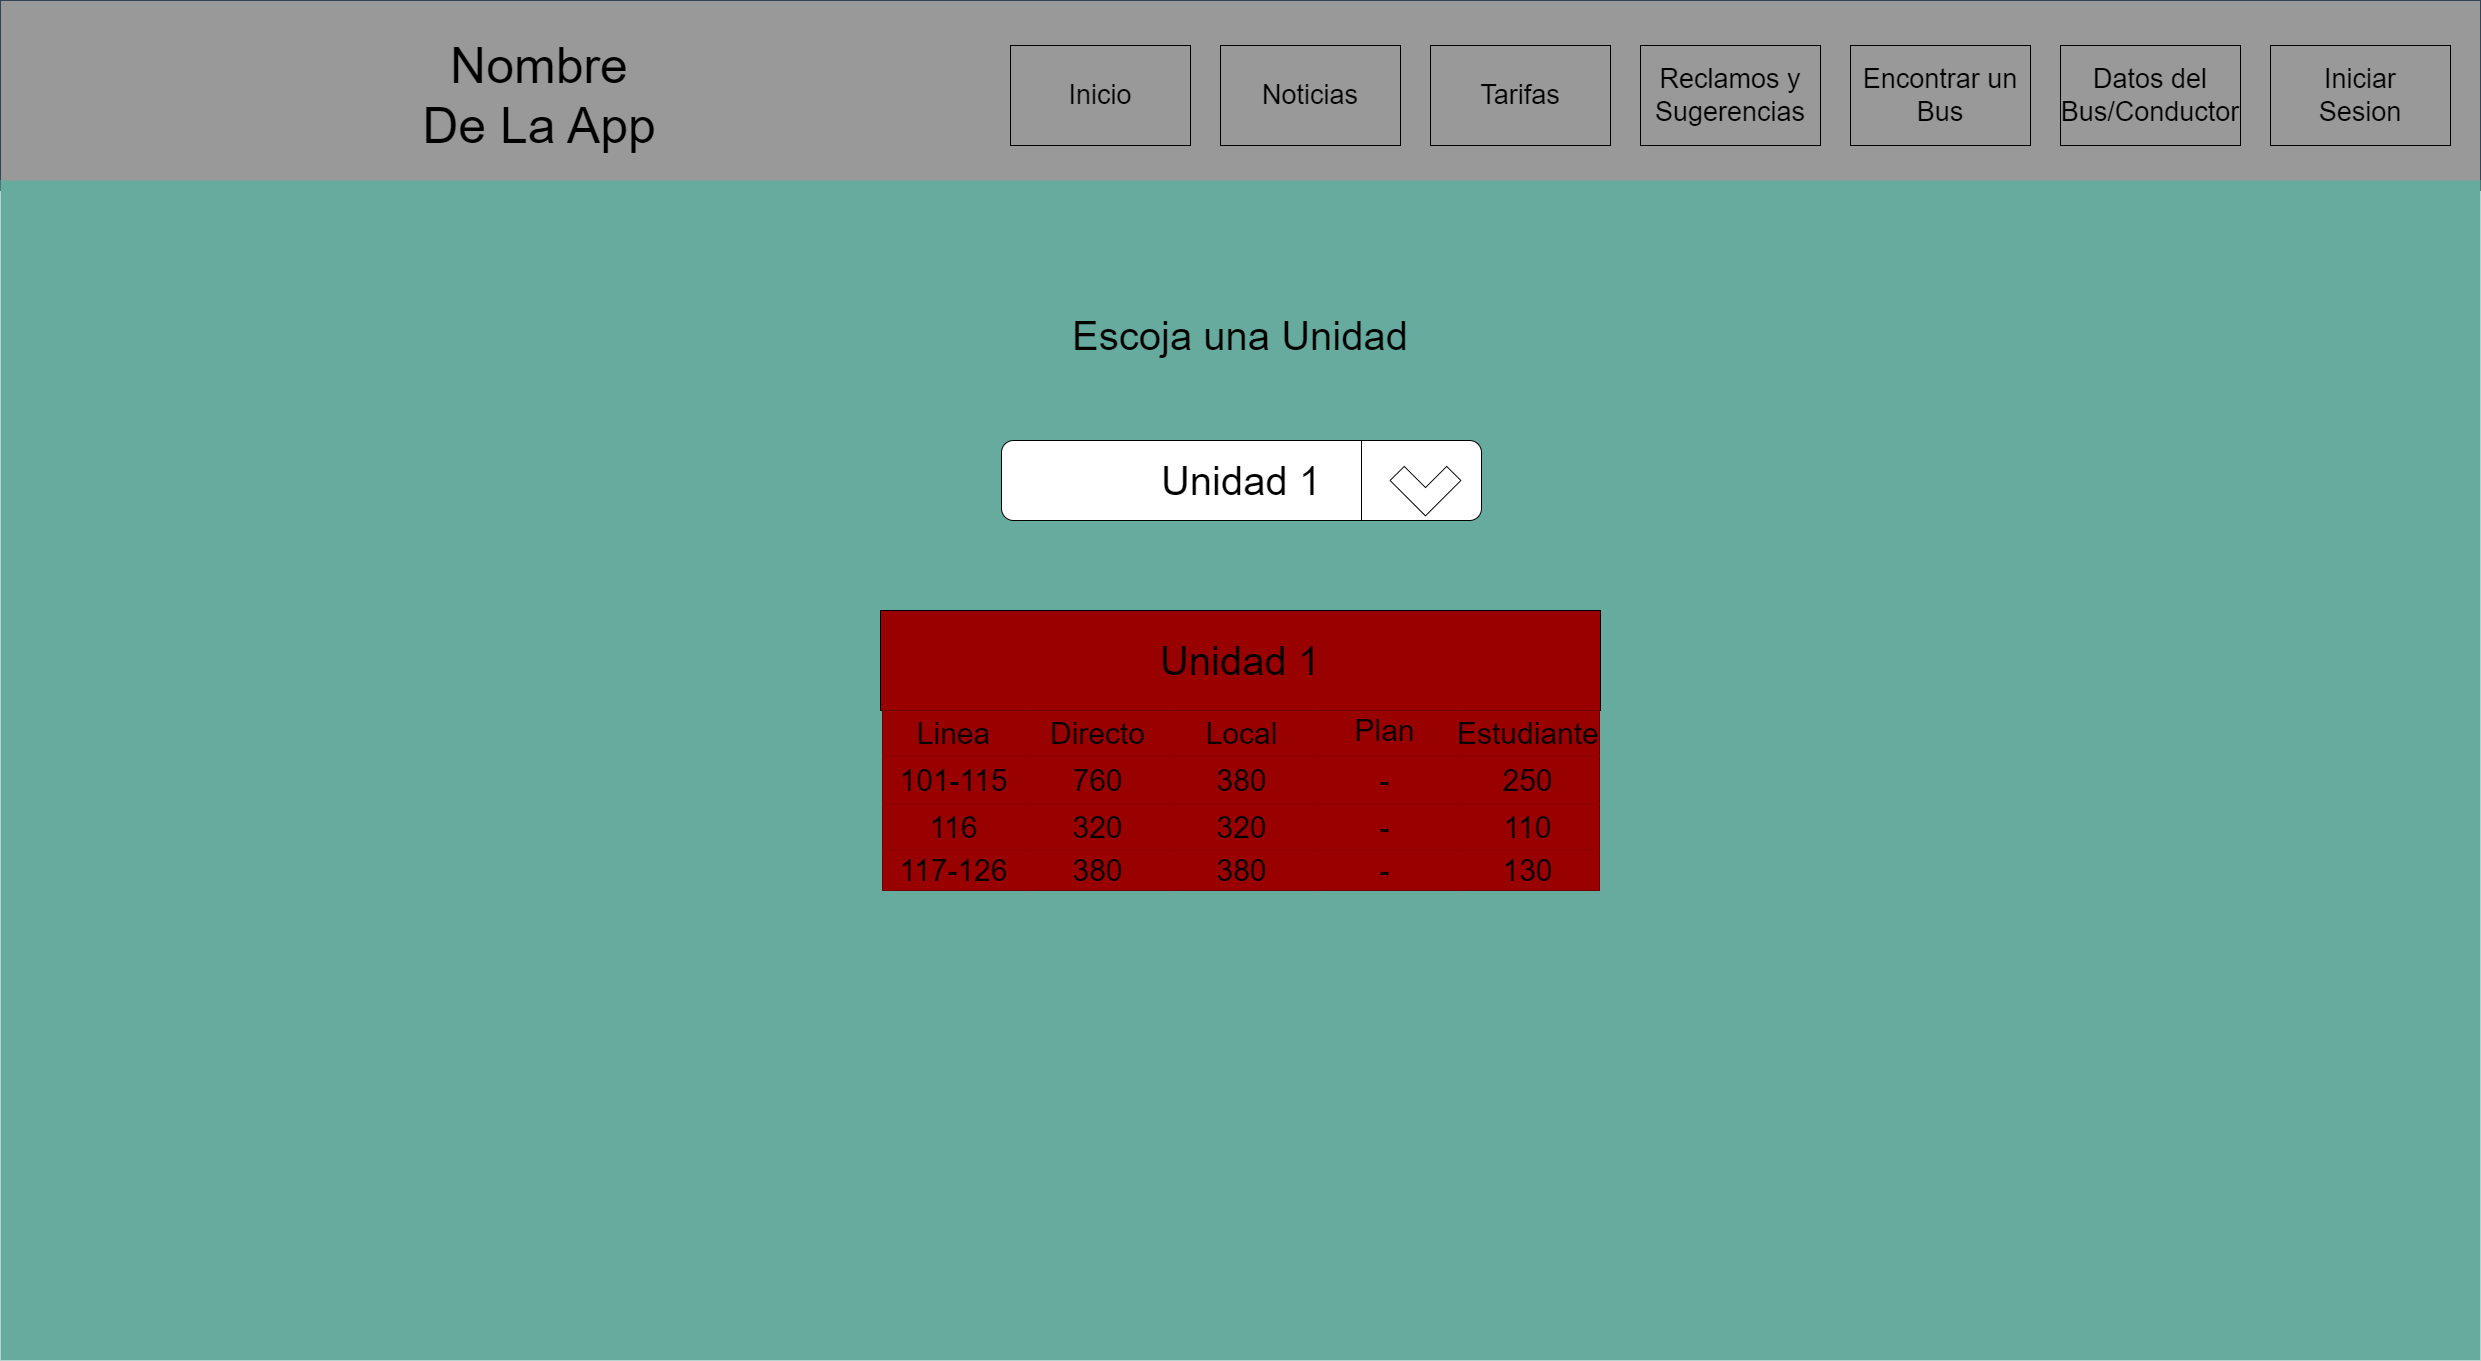 Nombre
De La App
Inicio
Noticias
Tarifas
Reclamos y
Sugerencias
Encontrar un
Bus
Datos del
Bus/Conductor
Iniciar
Sesion
Escoja una Unidad
Unidad 1
Unidad 1
Linea Directo Local Plan Estudiante
101-115 760 380 - 250
116 320 320 - 110
117-126 380 380 - 130